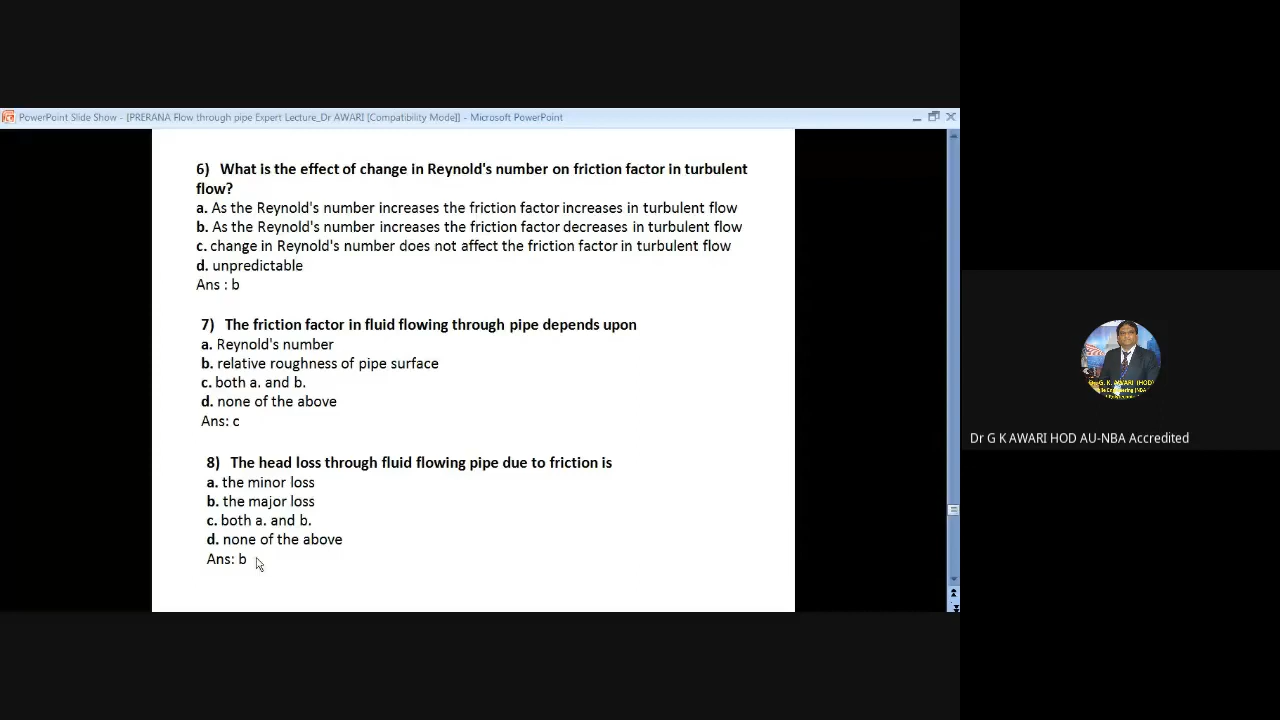 PowerPoint Slide Show - [PRERANA Flow through pipe Expert Lecture_Dr AWARI [Compatibility Mode]] - Microsoft PowerPoint
6) What is the effect of change in Reynold's number on friction factor in turbulent
flow?
a. As the Reynold's number increases the friction factor increases in turbulent flow
b. As the Reynold's number increases the friction factor decreases in turbulent flow
c. change in Reynold's number does not affect the friction factor in turbulent flow
d. unpredictable
Ans : b
7) The friction factor in fluid flowing through pipe depends upon
a. Reynold's number
b. relative roughness of pipe surface
c. both a. and b.
d. none of the above
Ans: c
8) The head loss through fluid flowing pipe due to friction is
a. the minor loss
b. the major loss
c. both a. and b.
d. none of the above
Ans: b
G. K. AWARI (HOD)
Dr G K AWARI HOD AU-NBA Accredited